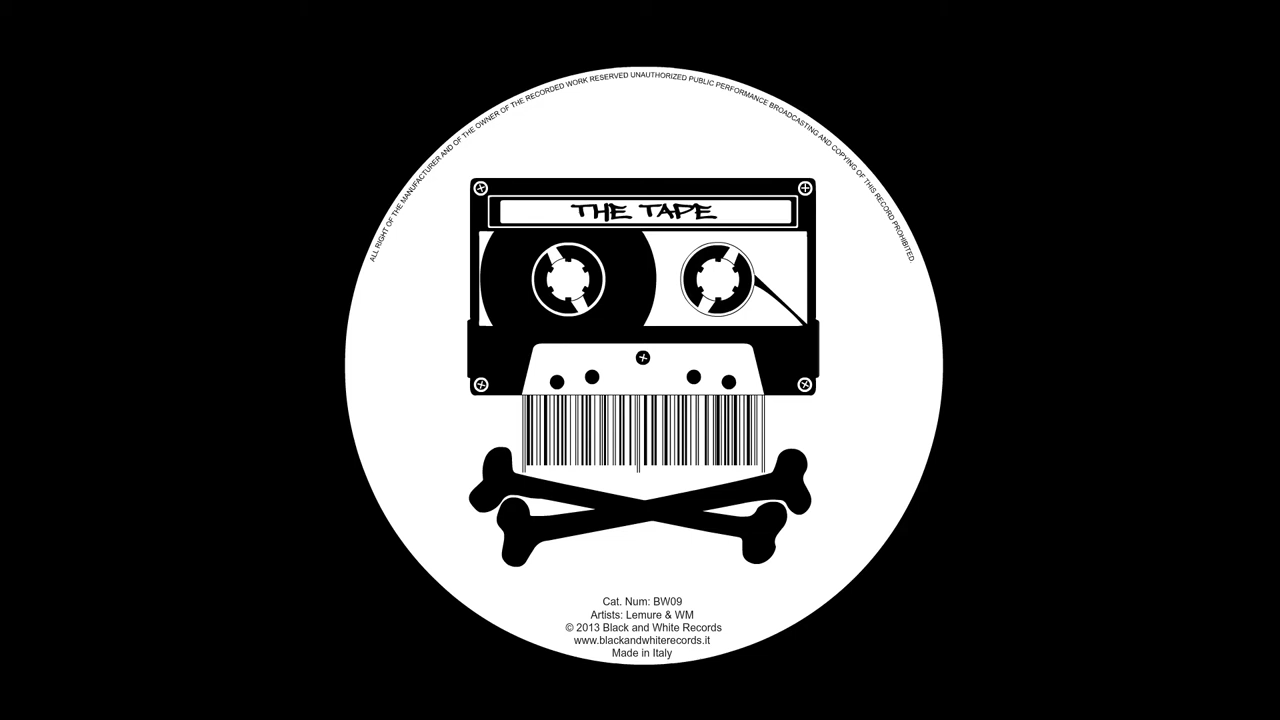 ALL RIGHT OF THE MANUFACTURER AND OF THE OWNER OF THE RECORDED WORK RESERVED UNAUTHORIZED PUBLIC PERFORMANCE BROADCASTING AND COPYING OF THIS RECORD PROHIBITED.
THE TAPE
Cat. Num: BW09
Artists: Lemure & WM
© 2013 Black and White Records
www.blackandwhiterecords.it
Made in Italy